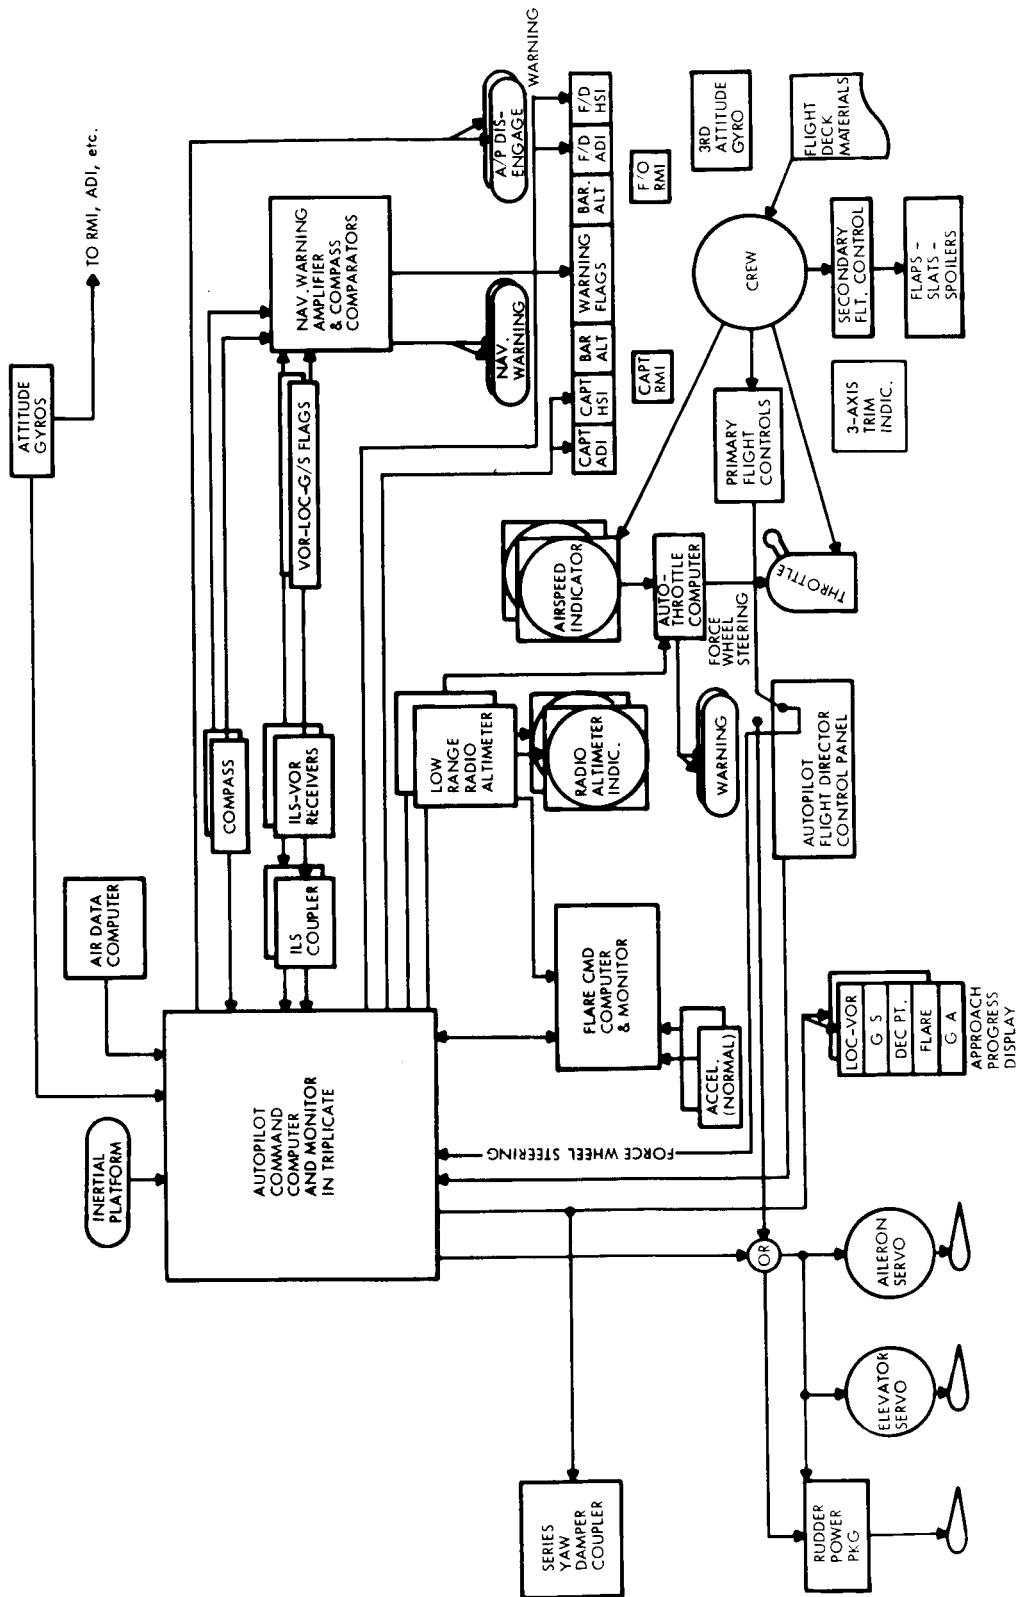 INERTIAL
PLATFORM
AIR DATA
COMPUTER
ATTITUDE
GYROS
TO RMI, ADI, etc.
AUTOPILOT
COMMAND
COMPUTER
AND MONITOR
IN TRIPLICATE
COMPASS
ILS
COUPLER
ILS-VOR
RECEIVERS
VOR-LOC-G/S FLAGS
NAV. WARNING
AMPLIFIER
& COMPASS
COMPARATORS
NAV.
WARNING
A/P DIS-
ENGAGE
WARNING
CAPT
ADI
CAPT
HSI
BAR
ALT
WARNING
FLAGS
BAR.
ALT
F/D
ADI
F/D
HSI
CAPT
RMI
F/O
RMI
3RD
ATTITUDE
GYRO
LOW
RANGE
RADIO
ALTIMETER
RADIO
ALTIMETER
INDIC.
AIRSPEED
INDICATOR
AUTO-
THROTTLE
COMPUTER
FORCE
WHEEL
STEERING
WARNING
FLARE CMD
COMPUTER
& MONITOR
ACCEL.
(NORMAL)
FORCE WHEEL STEERING
CREW
FLIGHT
DECK
MATERIALS
PRIMARY
FLIGHT
CONTROLS
SECONDARY
FLT. CONTROL
FLAPS -
SLATS -
SPOILERS
3-AXIS
TRIM
INDIC.
THROTTLE
AUTOPILOT
FLIGHT DIRECTOR
CONTROL PANEL
SERIES
YAW
DAMPER
COUPLER
OR
RUDDER
POWER
PKG
ELEVATOR
SERVO
AILERON
SERVO
LOC-VOR
G S
DEC PT.
FLARE
G A
APPROACH
PROGRESS
DISPLAY